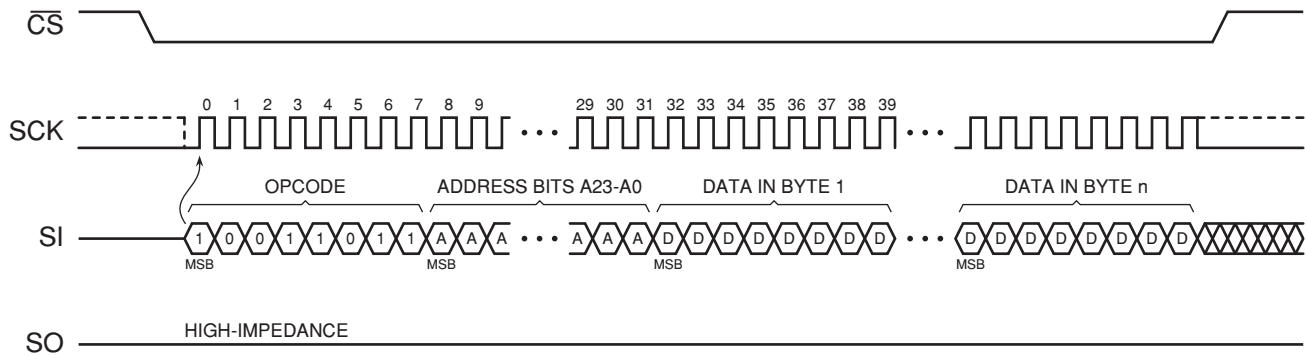 CS
0 1 2 3 4 5 6 7 8 9 29 30 31 32 33 34 35 36 37 38 39
SCK
OPCODE ADDRESS BITS A23-A0 DATA IN BYTE 1 DATA IN BYTE n
SI 1 0 0 1 1 0 1 1 A A A A A A D D D D D D D D D D D D D D D D
MSB MSB MSB MSB
HIGH-IMPEDANCE
SO